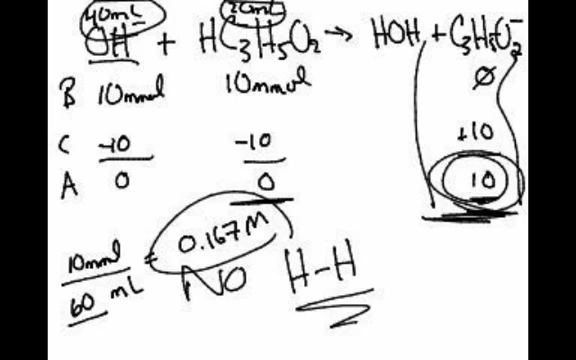 40mL 20mL
OH⁻ + HC₃H₅O₂ → HOH + C₃H₅O₂⁻
B 10mmol 10mmol ∅
C -10 -10 +10
A 0 0 10
10mmol / 60 mL = 0.167M
NO H-H